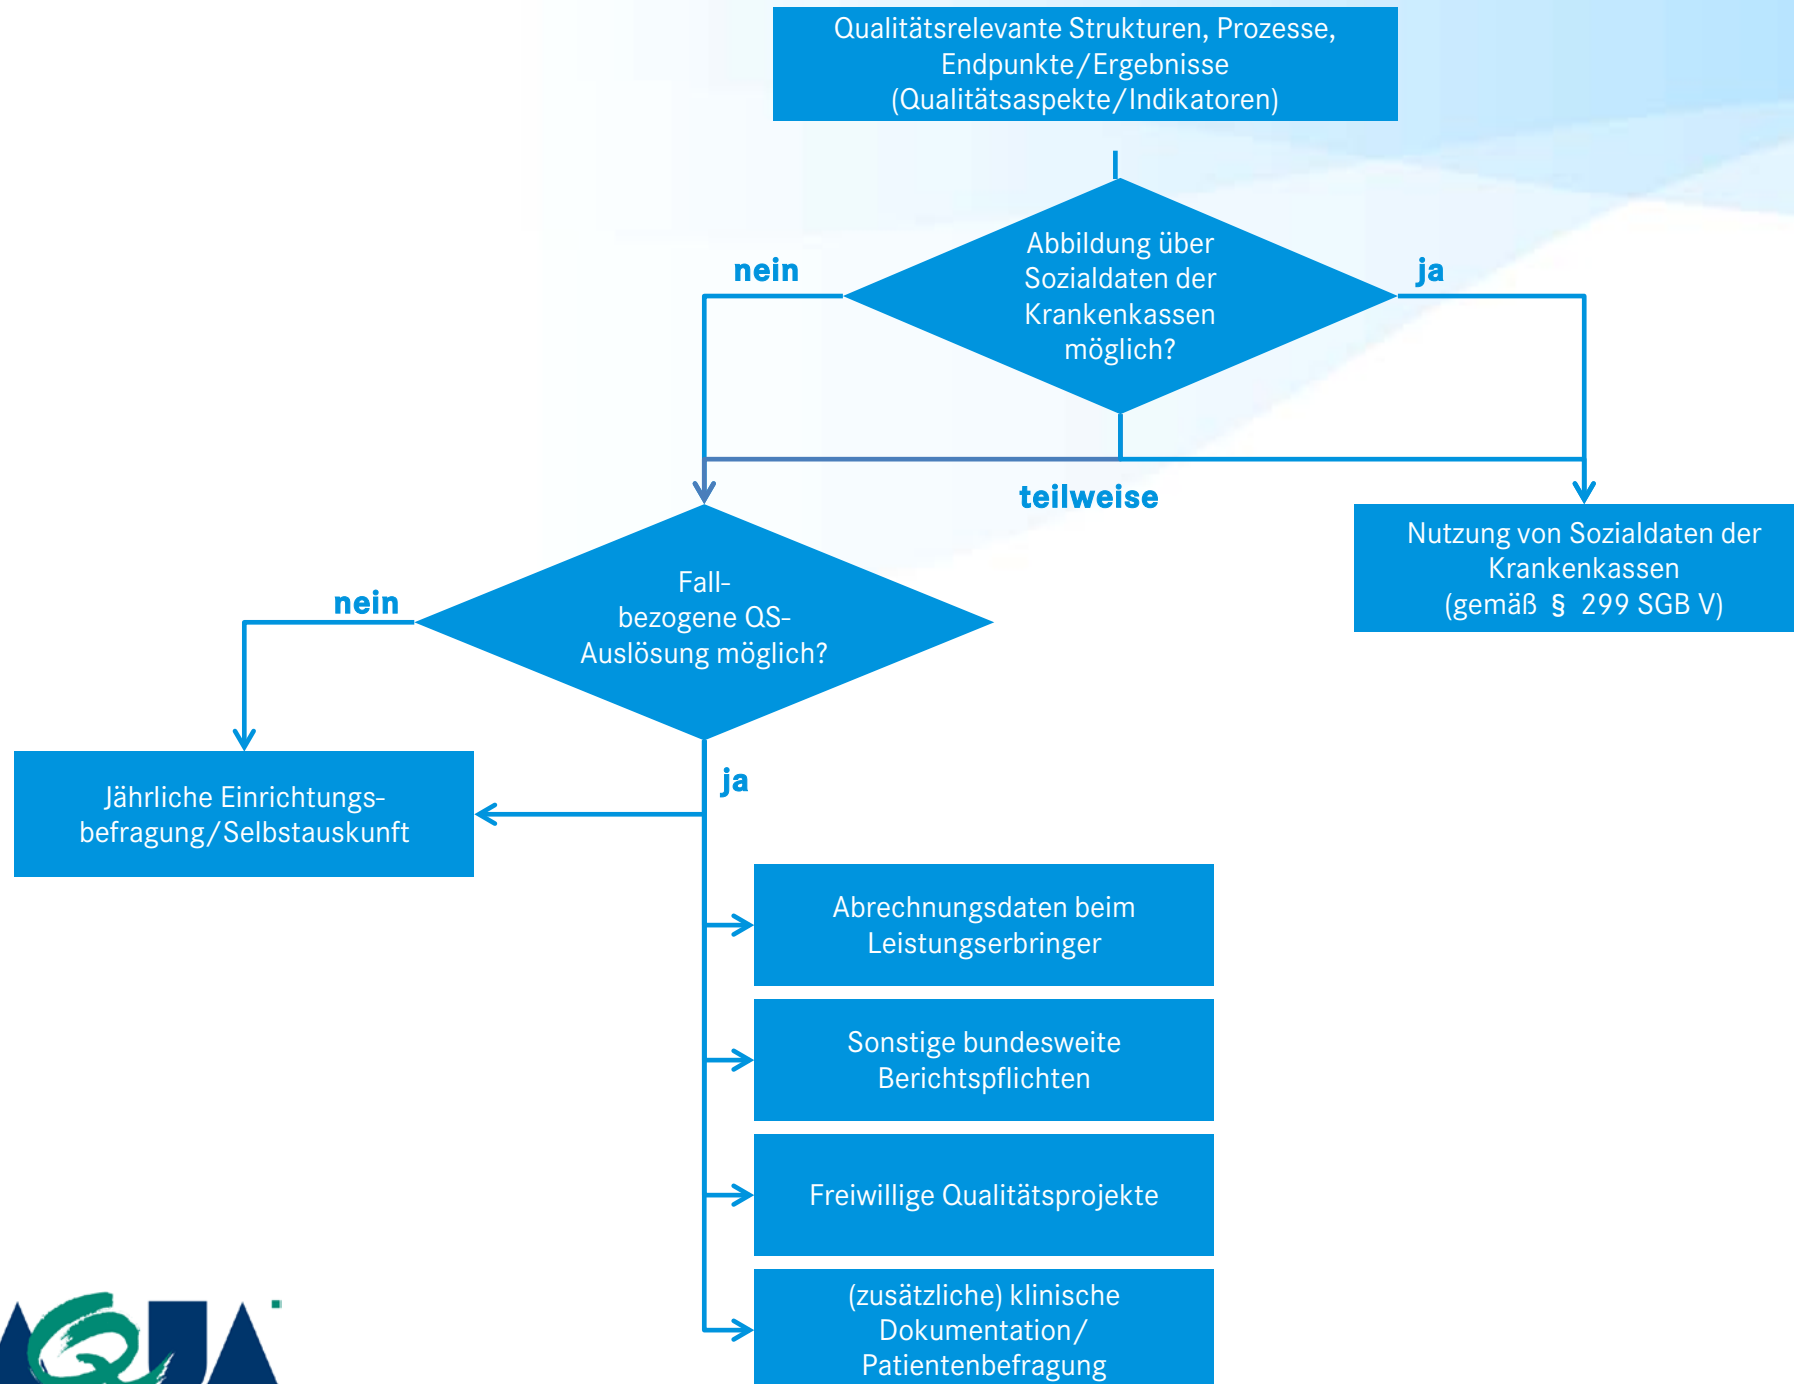 Qualitätsrelevante Strukturen, Prozesse,
Endpunkte/Ergebnisse
(Qualitätsaspekte/Indikatoren)
Abbildung über
Sozialdaten der
Krankenkassen
möglich?
nein
ja
teilweise
Nutzung von Sozialdaten der
Krankenkassen
(gemäß § 299 SGB V)
Fall-
bezogene QS-
Auslösung möglich?
nein
ja
Jährliche Einrichtungs-
befragung/Selbstauskunft
Abrechnungsdaten beim
Leistungserbringer
Sonstige bundesweite
Berichtspflichten
Freiwillige Qualitätsprojekte
(zusätzliche) klinische
Dokumentation/
Patientenbefragung
AQUA